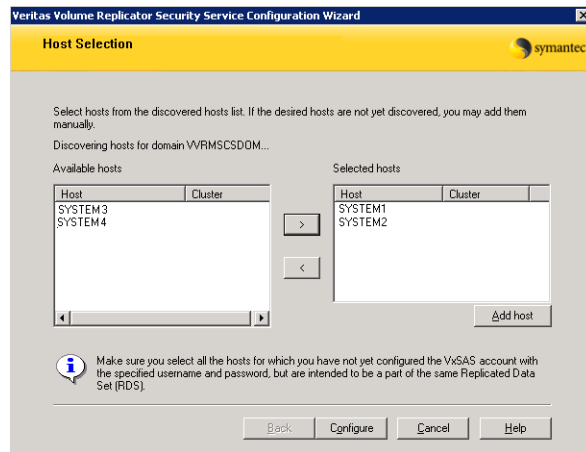 Veritas Volume Replicator Security Service Configuration Wizard
Host Selection
symantec
Select hosts from the discovered hosts list. If the desired hosts are not yet discovered, you may add them
manually.
Discovering hosts for domain VVRMSCSDOM...
Available hosts
Selected hosts
Host Cluster
Host Cluster
SYSTEM3
SYSTEM1
SYSTEM4
SYSTEM2
>
<
Add host
Make sure you select all the hosts for which you have not yet configured the VxSAS account with
the specified username and password, but are intended to be a part of the same Replicated Data
Set (RDS).
Back Configure Cancel Help